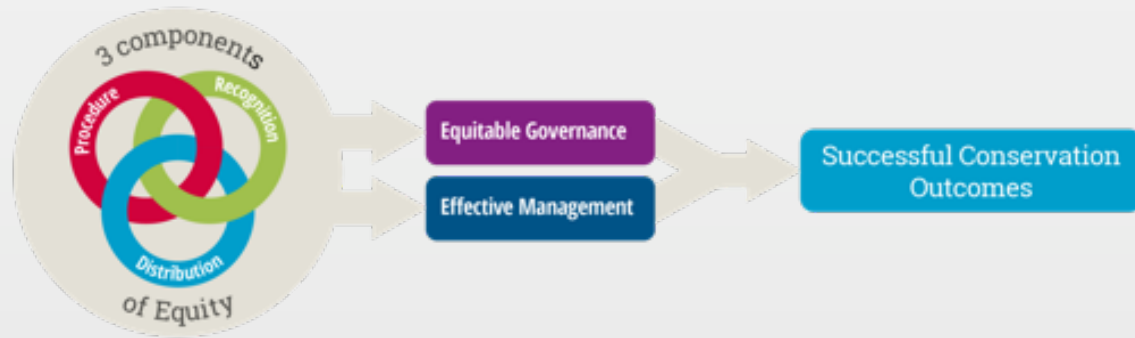 3 components
Procedure
Recognition
Distribution
of Equity
Equitable Governance
Effective Management
Successful Conservation
Outcomes